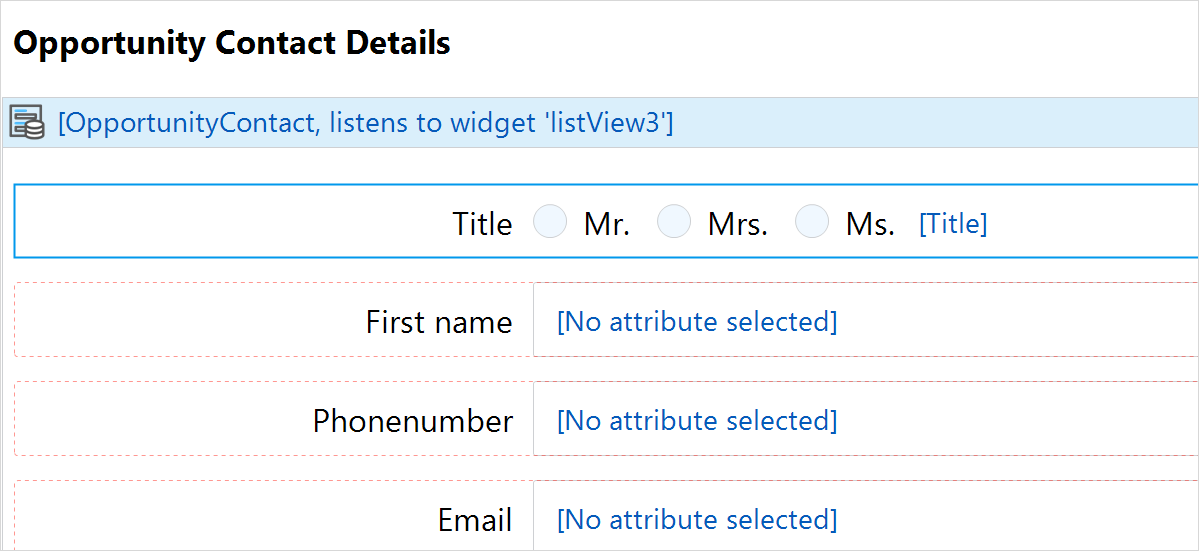 Opportunity Contact Details
[OpportunityContact, listens to widget 'listView3']
Title Mr. Mrs. Ms. [Title]
First name [No attribute selected]
Phonenumber [No attribute selected]
Email [No attribute selected]